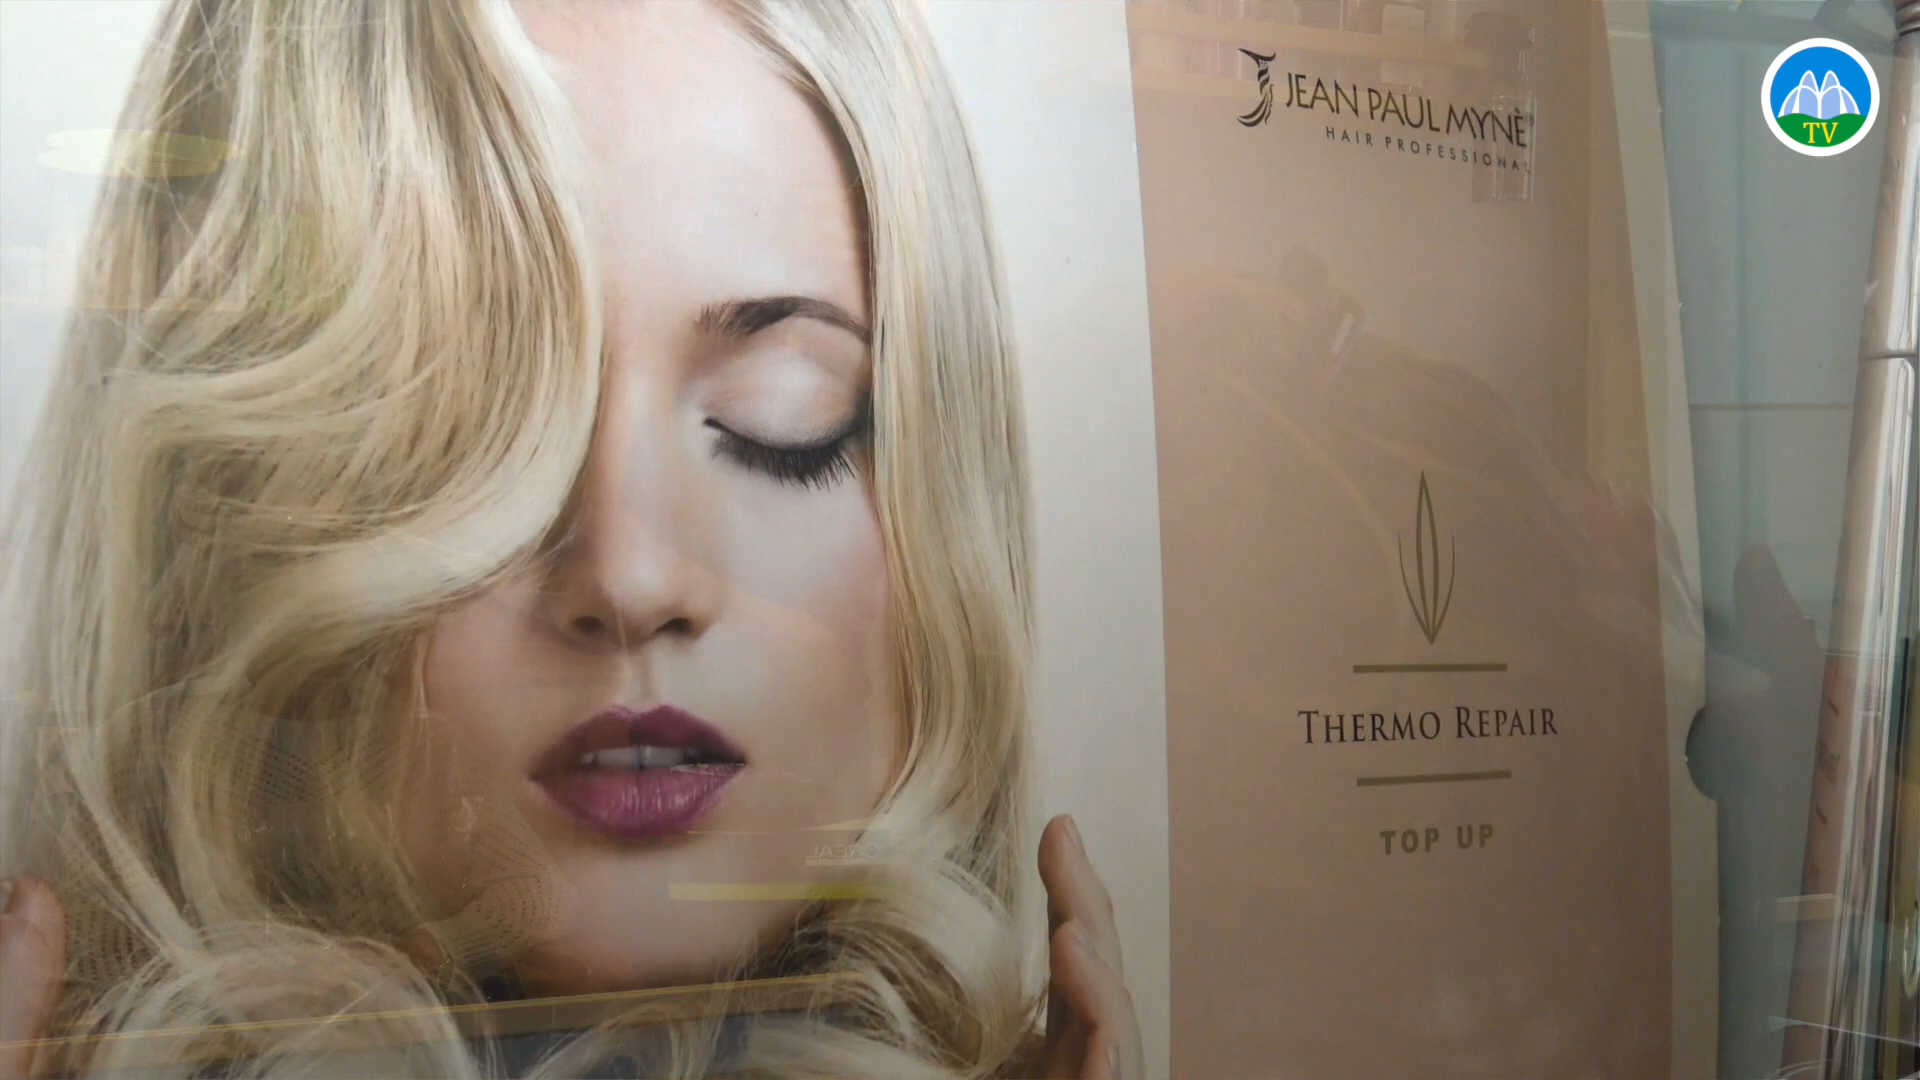 JEAN PAUL MYNÈ
HAIR PROFESSIONAL
TV
THERMO REPAIR
TOP UP